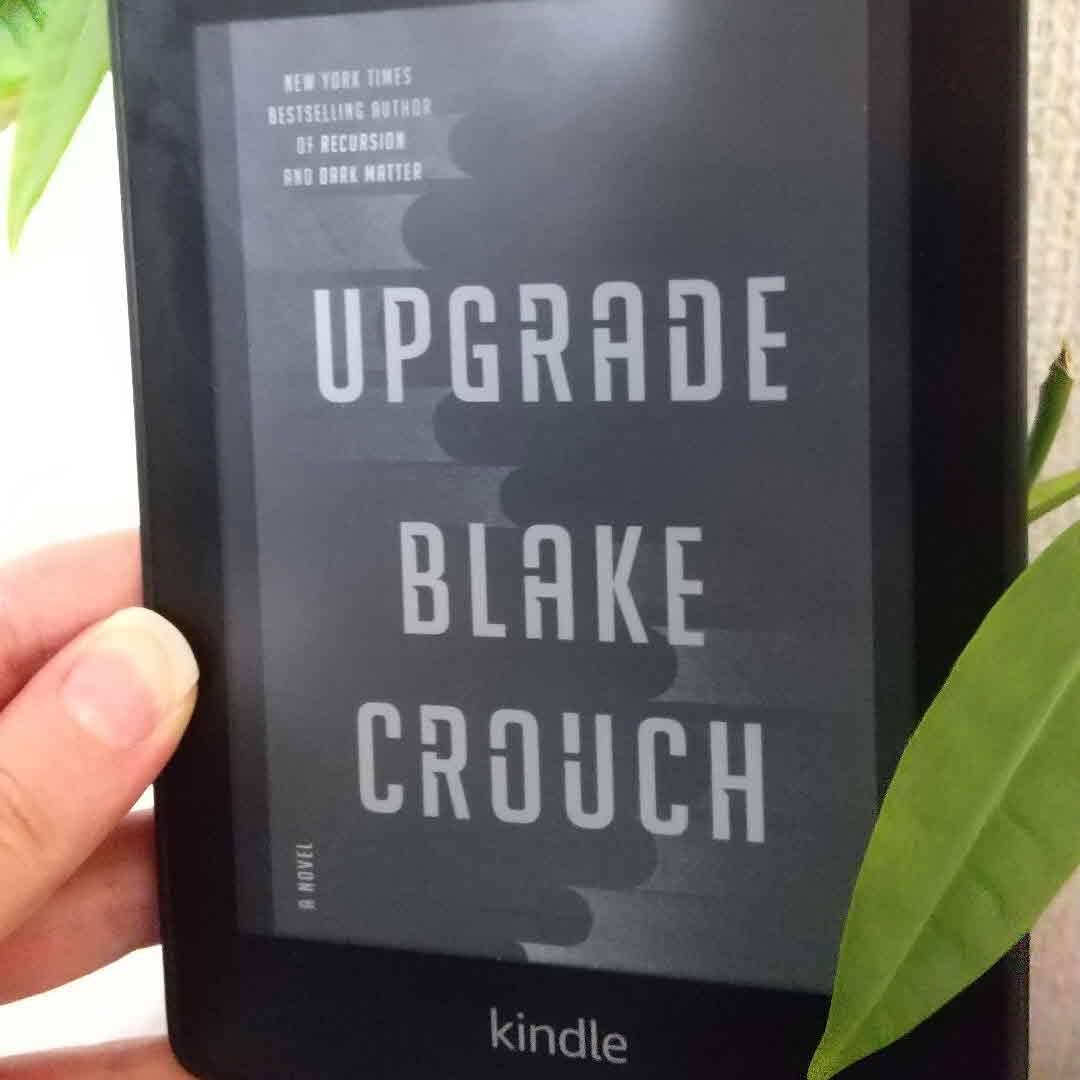 NEW YORK TIMES
BESTSELLING AUTHOR
OF RECURSION
AND DARK MATTER
UPGRADE
BLAKE
CROUCH
A NOVEL
kindle